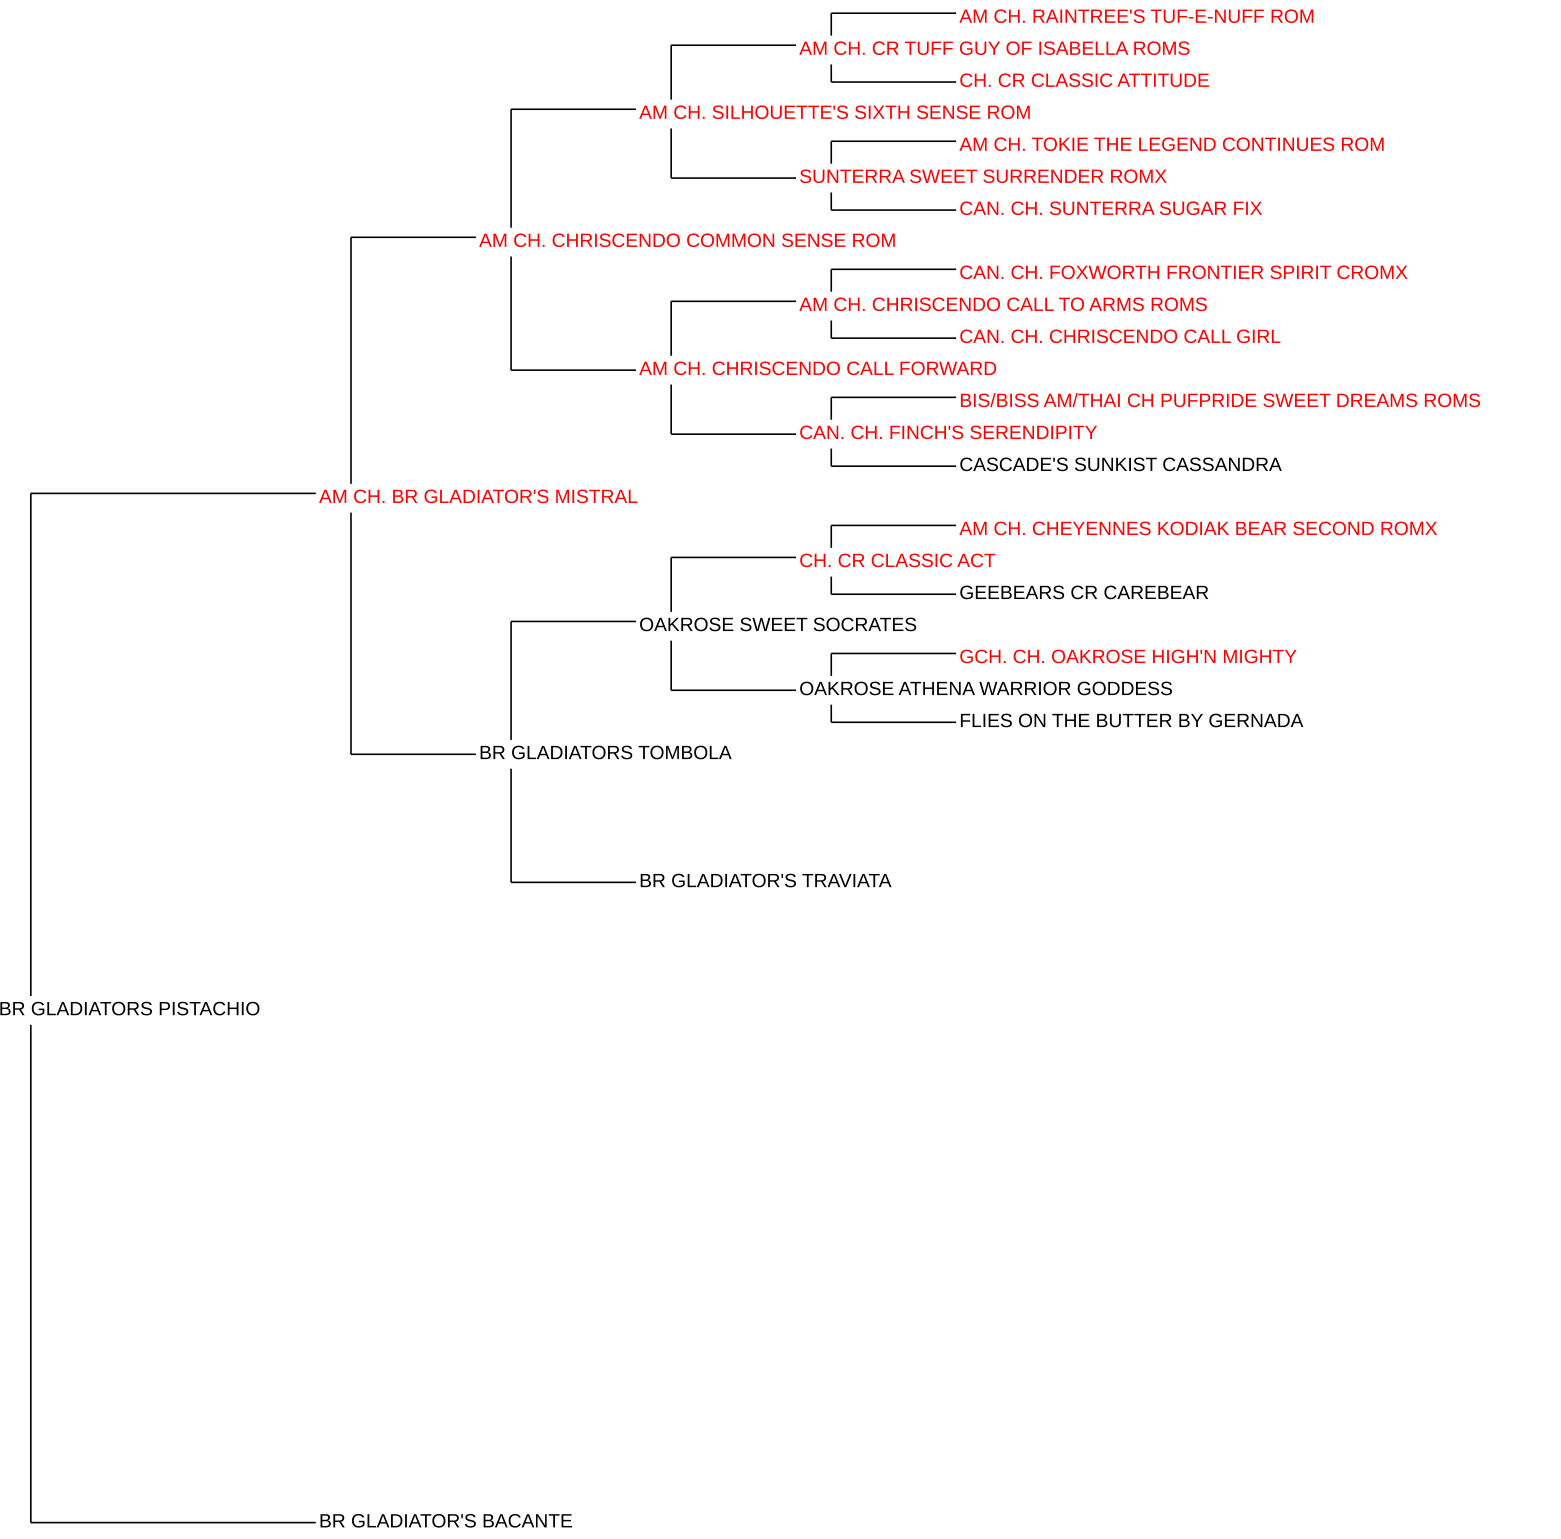 AM CH. RAINTREE'S TUF-E-NUFF ROM
AM CH. CR TUFF GUY OF ISABELLA ROMS
CH. CR CLASSIC ATTITUDE
AM CH. SILHOUETTE'S SIXTH SENSE ROM
AM CH. TOKIE THE LEGEND CONTINUES ROM
SUNTERRA SWEET SURRENDER ROMX
CAN. CH. SUNTERRA SUGAR FIX
AM CH. CHRISCENDO COMMON SENSE ROM
CAN. CH. FOXWORTH FRONTIER SPIRIT CROMX
AM CH. CHRISCENDO CALL TO ARMS ROMS
CAN. CH. CHRISCENDO CALL GIRL
AM CH. CHRISCENDO CALL FORWARD
BIS/BISS AM/THAI CH PUFPRIDE SWEET DREAMS ROMS
CAN. CH. FINCH'S SERENDIPITY
CASCADE'S SUNKIST CASSANDRA
AM CH. BR GLADIATOR'S MISTRAL
AM CH. CHEYENNES KODIAK BEAR SECOND ROMX
CH. CR CLASSIC ACT
GEEBEARS CR CAREBEAR
OAKROSE SWEET SOCRATES
GCH. CH. OAKROSE HIGH'N MIGHTY
OAKROSE ATHENA WARRIOR GODDESS
FLIES ON THE BUTTER BY GERNADA
BR GLADIATORS TOMBOLA
BR GLADIATOR'S TRAVIATA
BR GLADIATORS PISTACHIO
BR GLADIATOR'S BACANTE